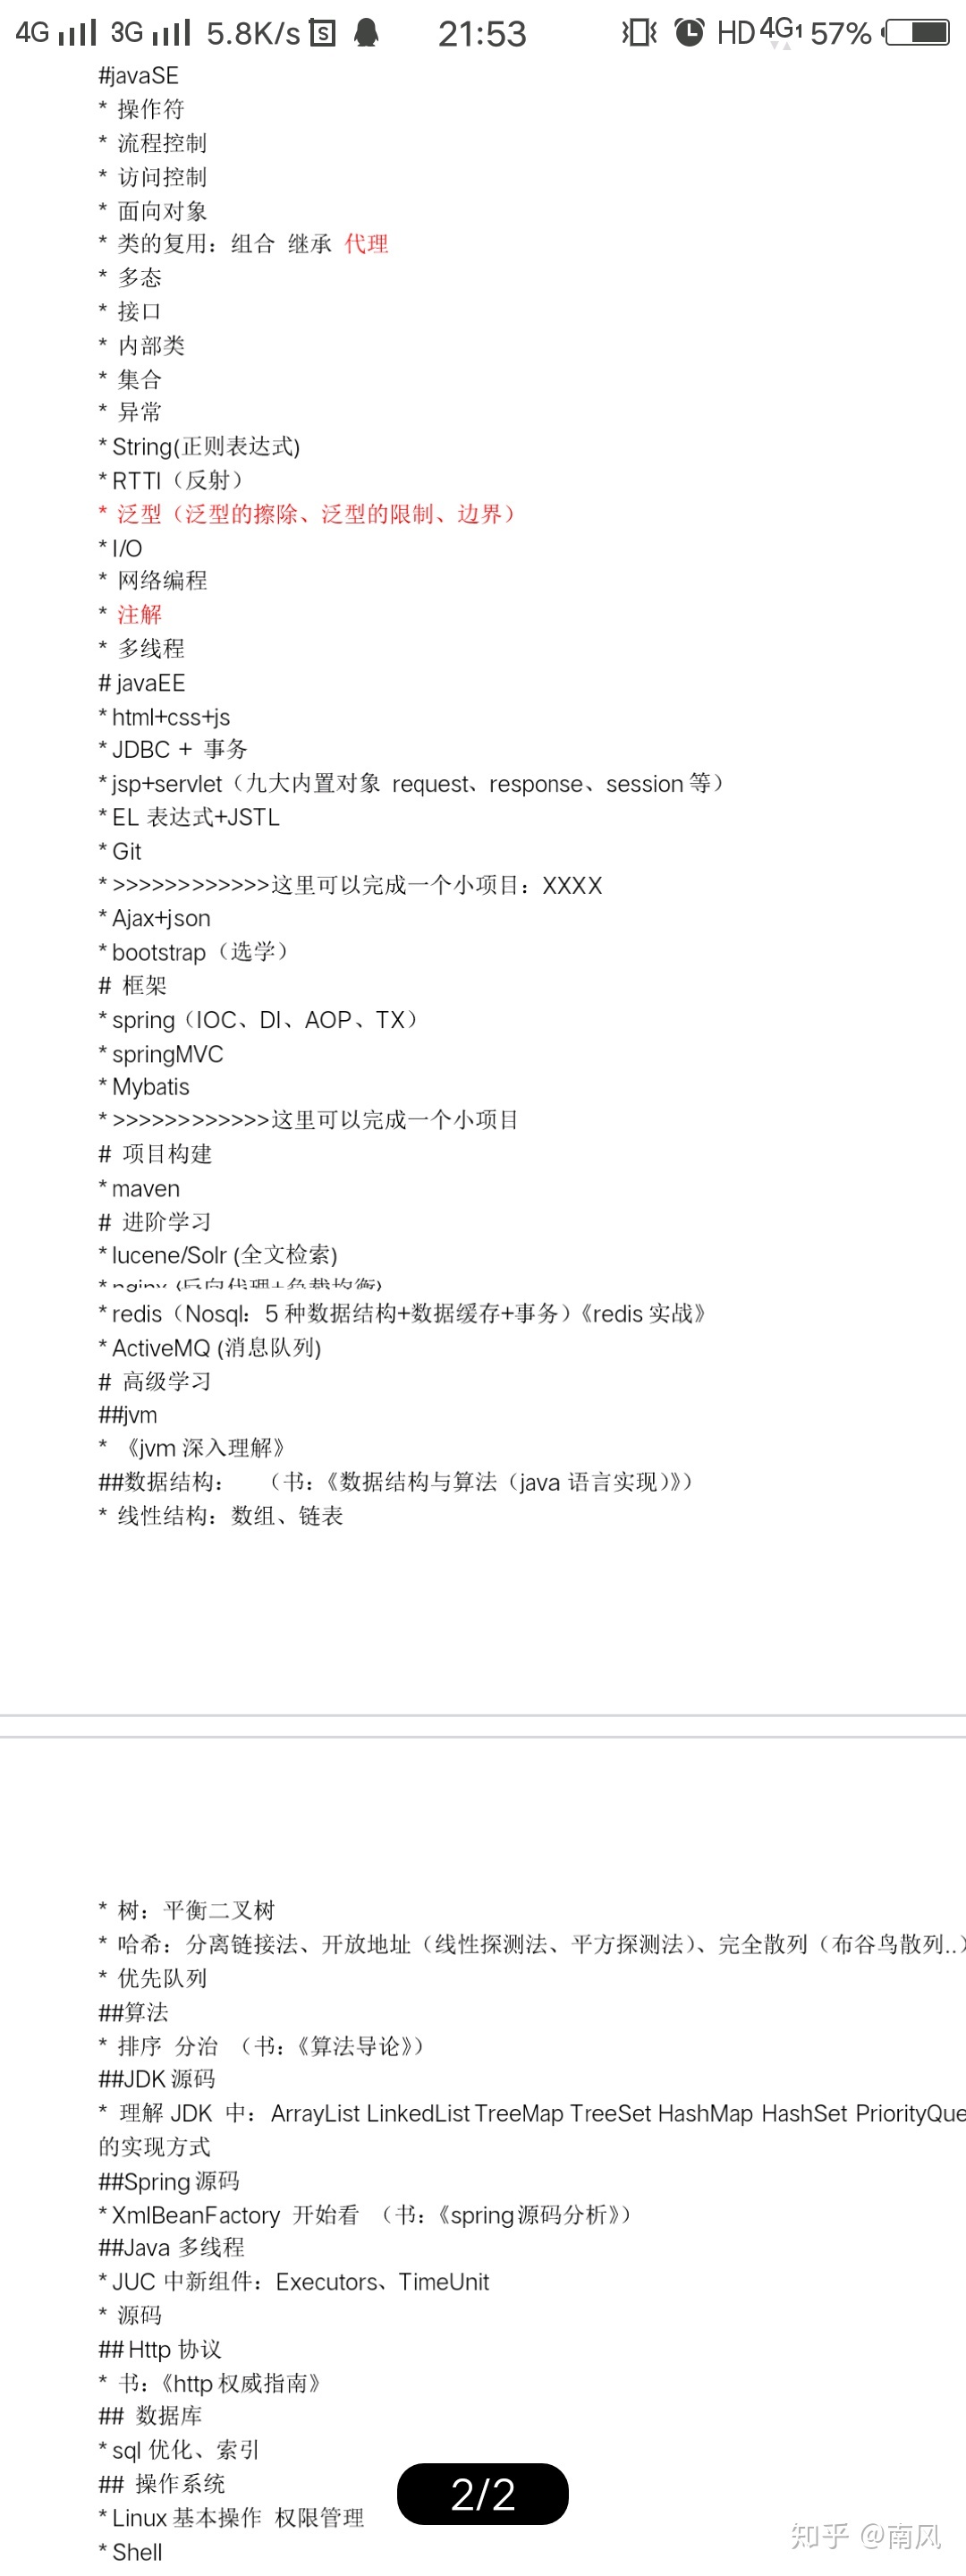 4G 3G 5.8K/s S 21:53 HD 4G1 57%
#javaSE
* 操作符
* 流程控制
* 访问控制
* 面向对象
* 类的复用：组合 继承 代理
* 多态
* 接口
* 内部类
* 集合
* 异常
* String(正则表达式)
* RTTI（反射）
* 泛型（泛型的擦除、泛型的限制、边界）
* I/O
* 网络编程
* 注解
* 多线程
# javaEE
* html+css+js
* JDBC + 事务
* jsp+servlet（九大内置对象 request、response、session 等）
* EL 表达式+JSTL
* Git
* >>>>>>>>>>>>这里可以完成一个小项目：XXXX
* Ajax+json
* bootstrap（选学）
# 框架
* spring（IOC、DI、AOP、TX）
* springMVC
* Mybatis
* >>>>>>>>>>>>这里可以完成一个小项目
# 项目构建
* maven
# 进阶学习
* lucene/Solr (全文检索)
* nginx (反向代理+负载均衡)
* redis（Nosql：5 种数据结构+数据缓存+事务）《redis 实战》
* ActiveMQ (消息队列)
# 高级学习
##jvm
* 《jvm 深入理解》
##数据结构： （书：《数据结构与算法（java 语言实现）》）
* 线性结构：数组、链表
* 树：平衡二叉树
* 哈希：分离链接法、开放地址（线性探测法、平方探测法）、完全散列（布谷鸟散列..）
* 优先队列
##算法
* 排序 分治 （书：《算法导论》）
##JDK 源码
* 理解 JDK 中：ArrayList LinkedList TreeMap TreeSet HashMap HashSet PriorityQue
的实现方式
##Spring 源码
* XmlBeanFactory 开始看 （书：《spring 源码分析》）
##Java 多线程
* JUC 中新组件：Executors、TimeUnit
* 源码
## Http 协议
* 书：《http 权威指南》
## 数据库
* sql 优化、索引
## 操作系统
* Linux 基本操作 权限管理
* Shell
2/2
知乎 @南风